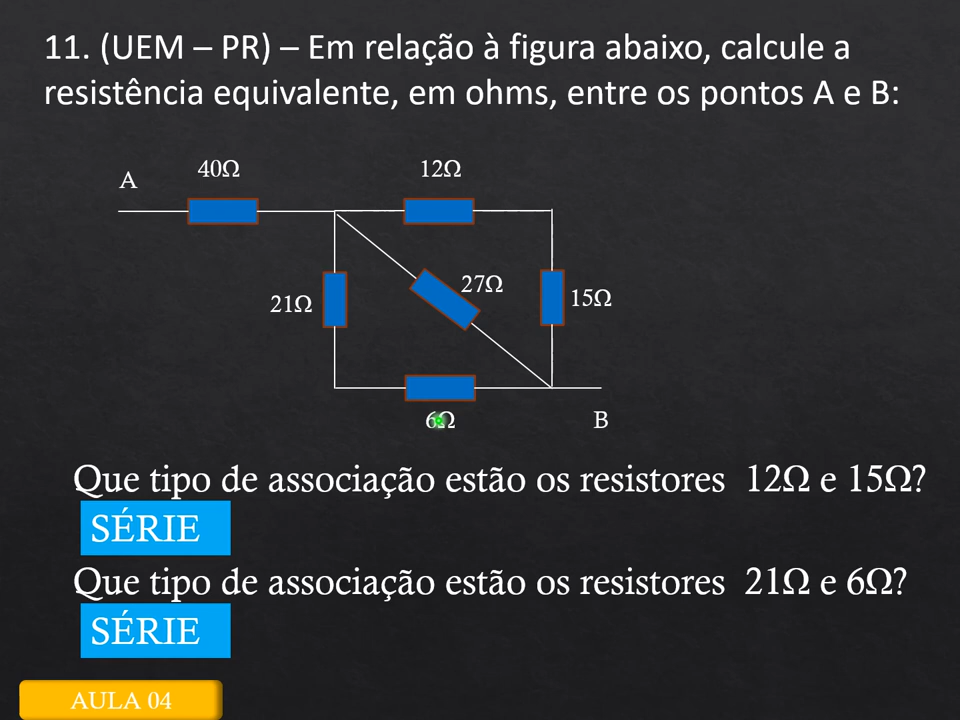 11. (UEM – PR) – Em relação à figura abaixo, calcule a
resistência equivalente, em ohms, entre os pontos A e B:
A
40Ω
12Ω
21Ω
27Ω
15Ω
6Ω
B
Que tipo de associação estão os resistores 12Ω e 15Ω?
SÉRIE
Que tipo de associação estão os resistores 21Ω e 6Ω?
SÉRIE
AULA 04